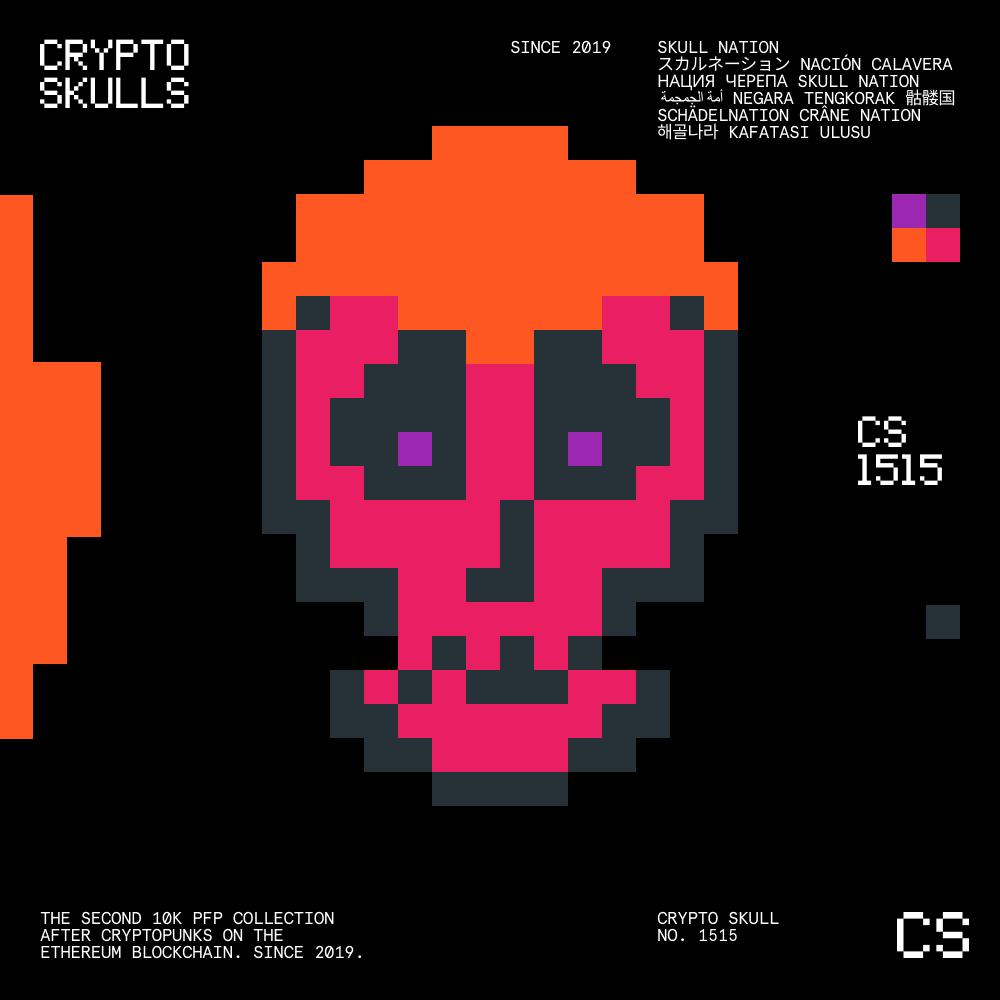 CRYPTO
SKULLS
SINCE 2019
SKULL NATION
スカルネーション NACIÓN CALAVERA
НАЦИЯ ЧЕРЕПА SKULL NATION
أمة الجمجمة NEGARA TENGKORAK 骷髅国
SCHÄDELNATION CRÂNE NATION
해골나라 KAFATASI ULUSU
CS
1515
THE SECOND 10K PFP COLLECTION
AFTER CRYPTOPUNKS ON THE
ETHEREUM BLOCKCHAIN. SINCE 2019.
CRYPTO SKULL
NO. 1515
CS